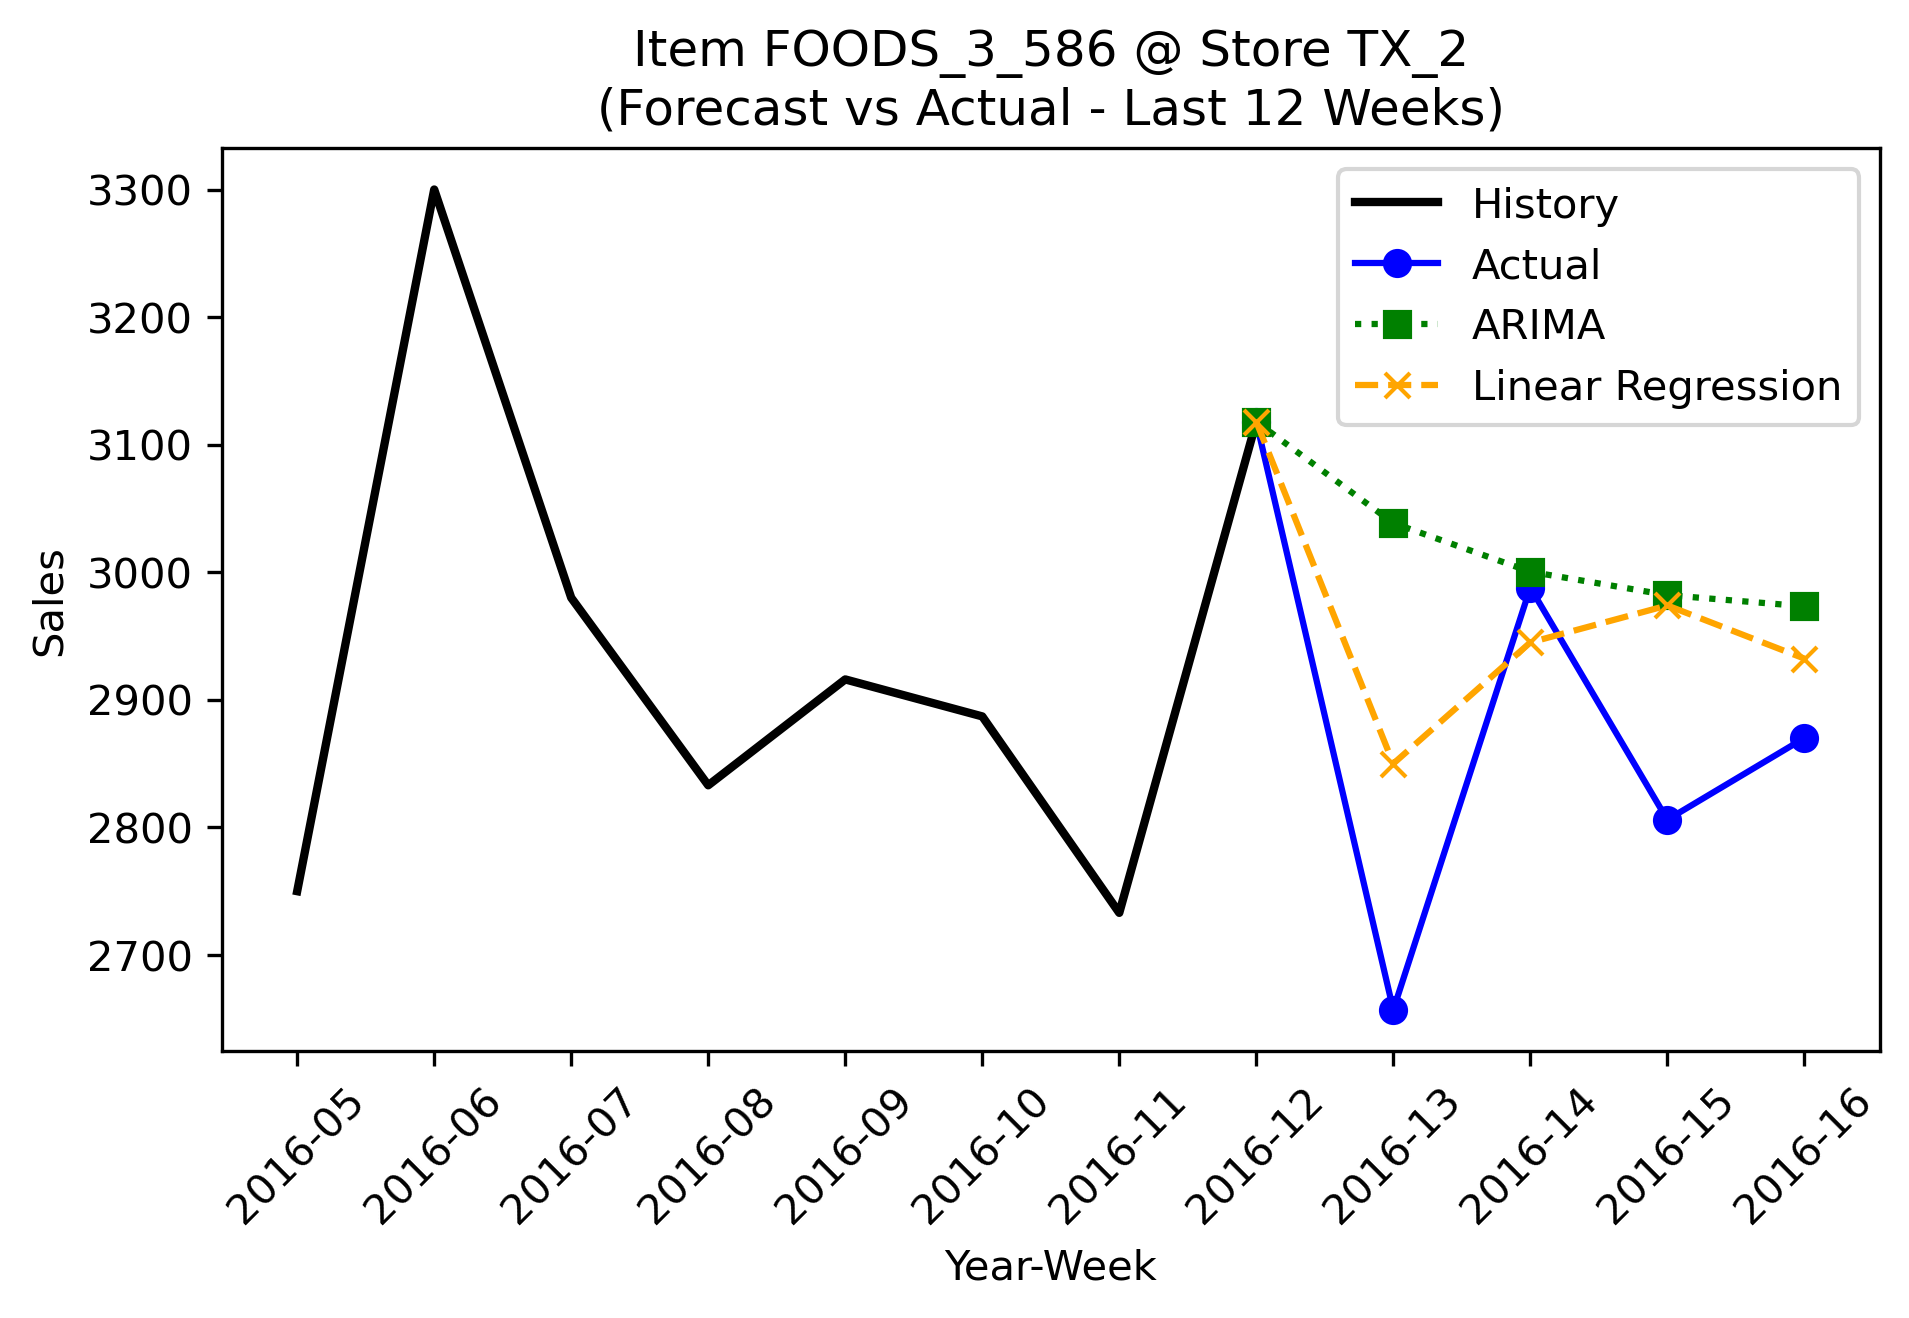 Item FOODS_3_586 @ Store TX_2
(Forecast vs Actual - Last 12 Weeks)
History
Actual
ARIMA
Linear Regression
Sales
3300
3200
3100
3000
2900
2800
2700
2016-05
2016-06
2016-07
2016-08
2016-09
2016-10
2016-11
2016-12
2016-13
2016-14
2016-15
2016-16
Year-Week